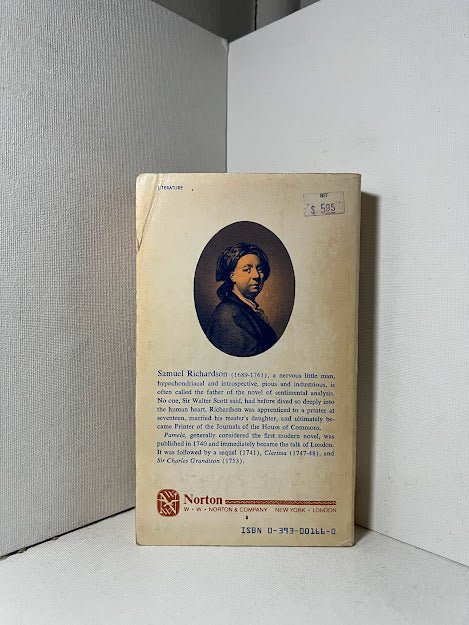 LITERATURE
NET
$ 5.95
Samuel Richardson (1689-1761), a nervous little man,
hypochondriacal and introspective, pious and industrious, is
often called the father of the novel of sentimental analysis.
No one, Sir Walter Scott said, had before dived so deeply into
the human heart. Richardson was apprenticed to a printer at
seventeen, married his master's daughter, and ultimately be-
came Printer of the Journals of the House of Commons.
Pamela, generally considered the first modern novel, was
published in 1740 and immediately became the talk of London.
It was followed by a sequel (1741), Clarissa (1747-48), and
Sir Charles Grandison (1753).
Norton
W • W • NORTON & COMPANY NEW YORK • LONDON
ISBN 0-393-00166-0